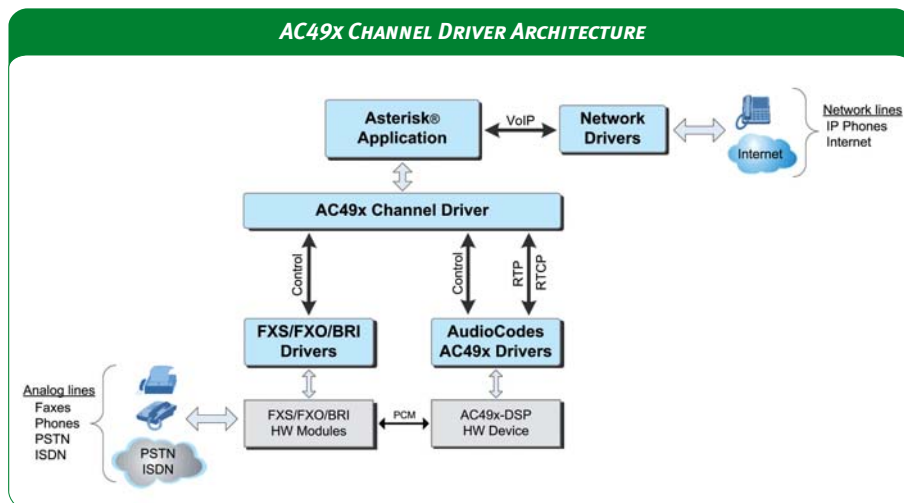 AC49x Channel Driver Architecture
Asterisk®
Application
VoIP
Network
Drivers
Internet
Network lines
IP Phones
Internet
AC49x Channel Driver
Control
Control
RTP
RTCP
FXS/FXO/BRI
Drivers
AudioCodes
AC49x Drivers
Analog lines
Faxes
Phones
PSTN
ISDN
PSTN
ISDN
FXS/FXO/BRI
HW Modules
PCM
AC49x-DSP
HW Device